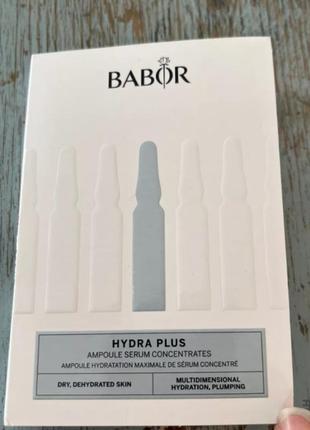 BABOR
HYDRA PLUS
AMPOULE SERUM CONCENTRATES
AMPOULE HYDRATATION MAXIMALE DE SÉRUM CONCENTRÉ
DRY, DEHYDRATED SKIN
MULTIDIMENSIONAL
HYDRATION, PLUMPING